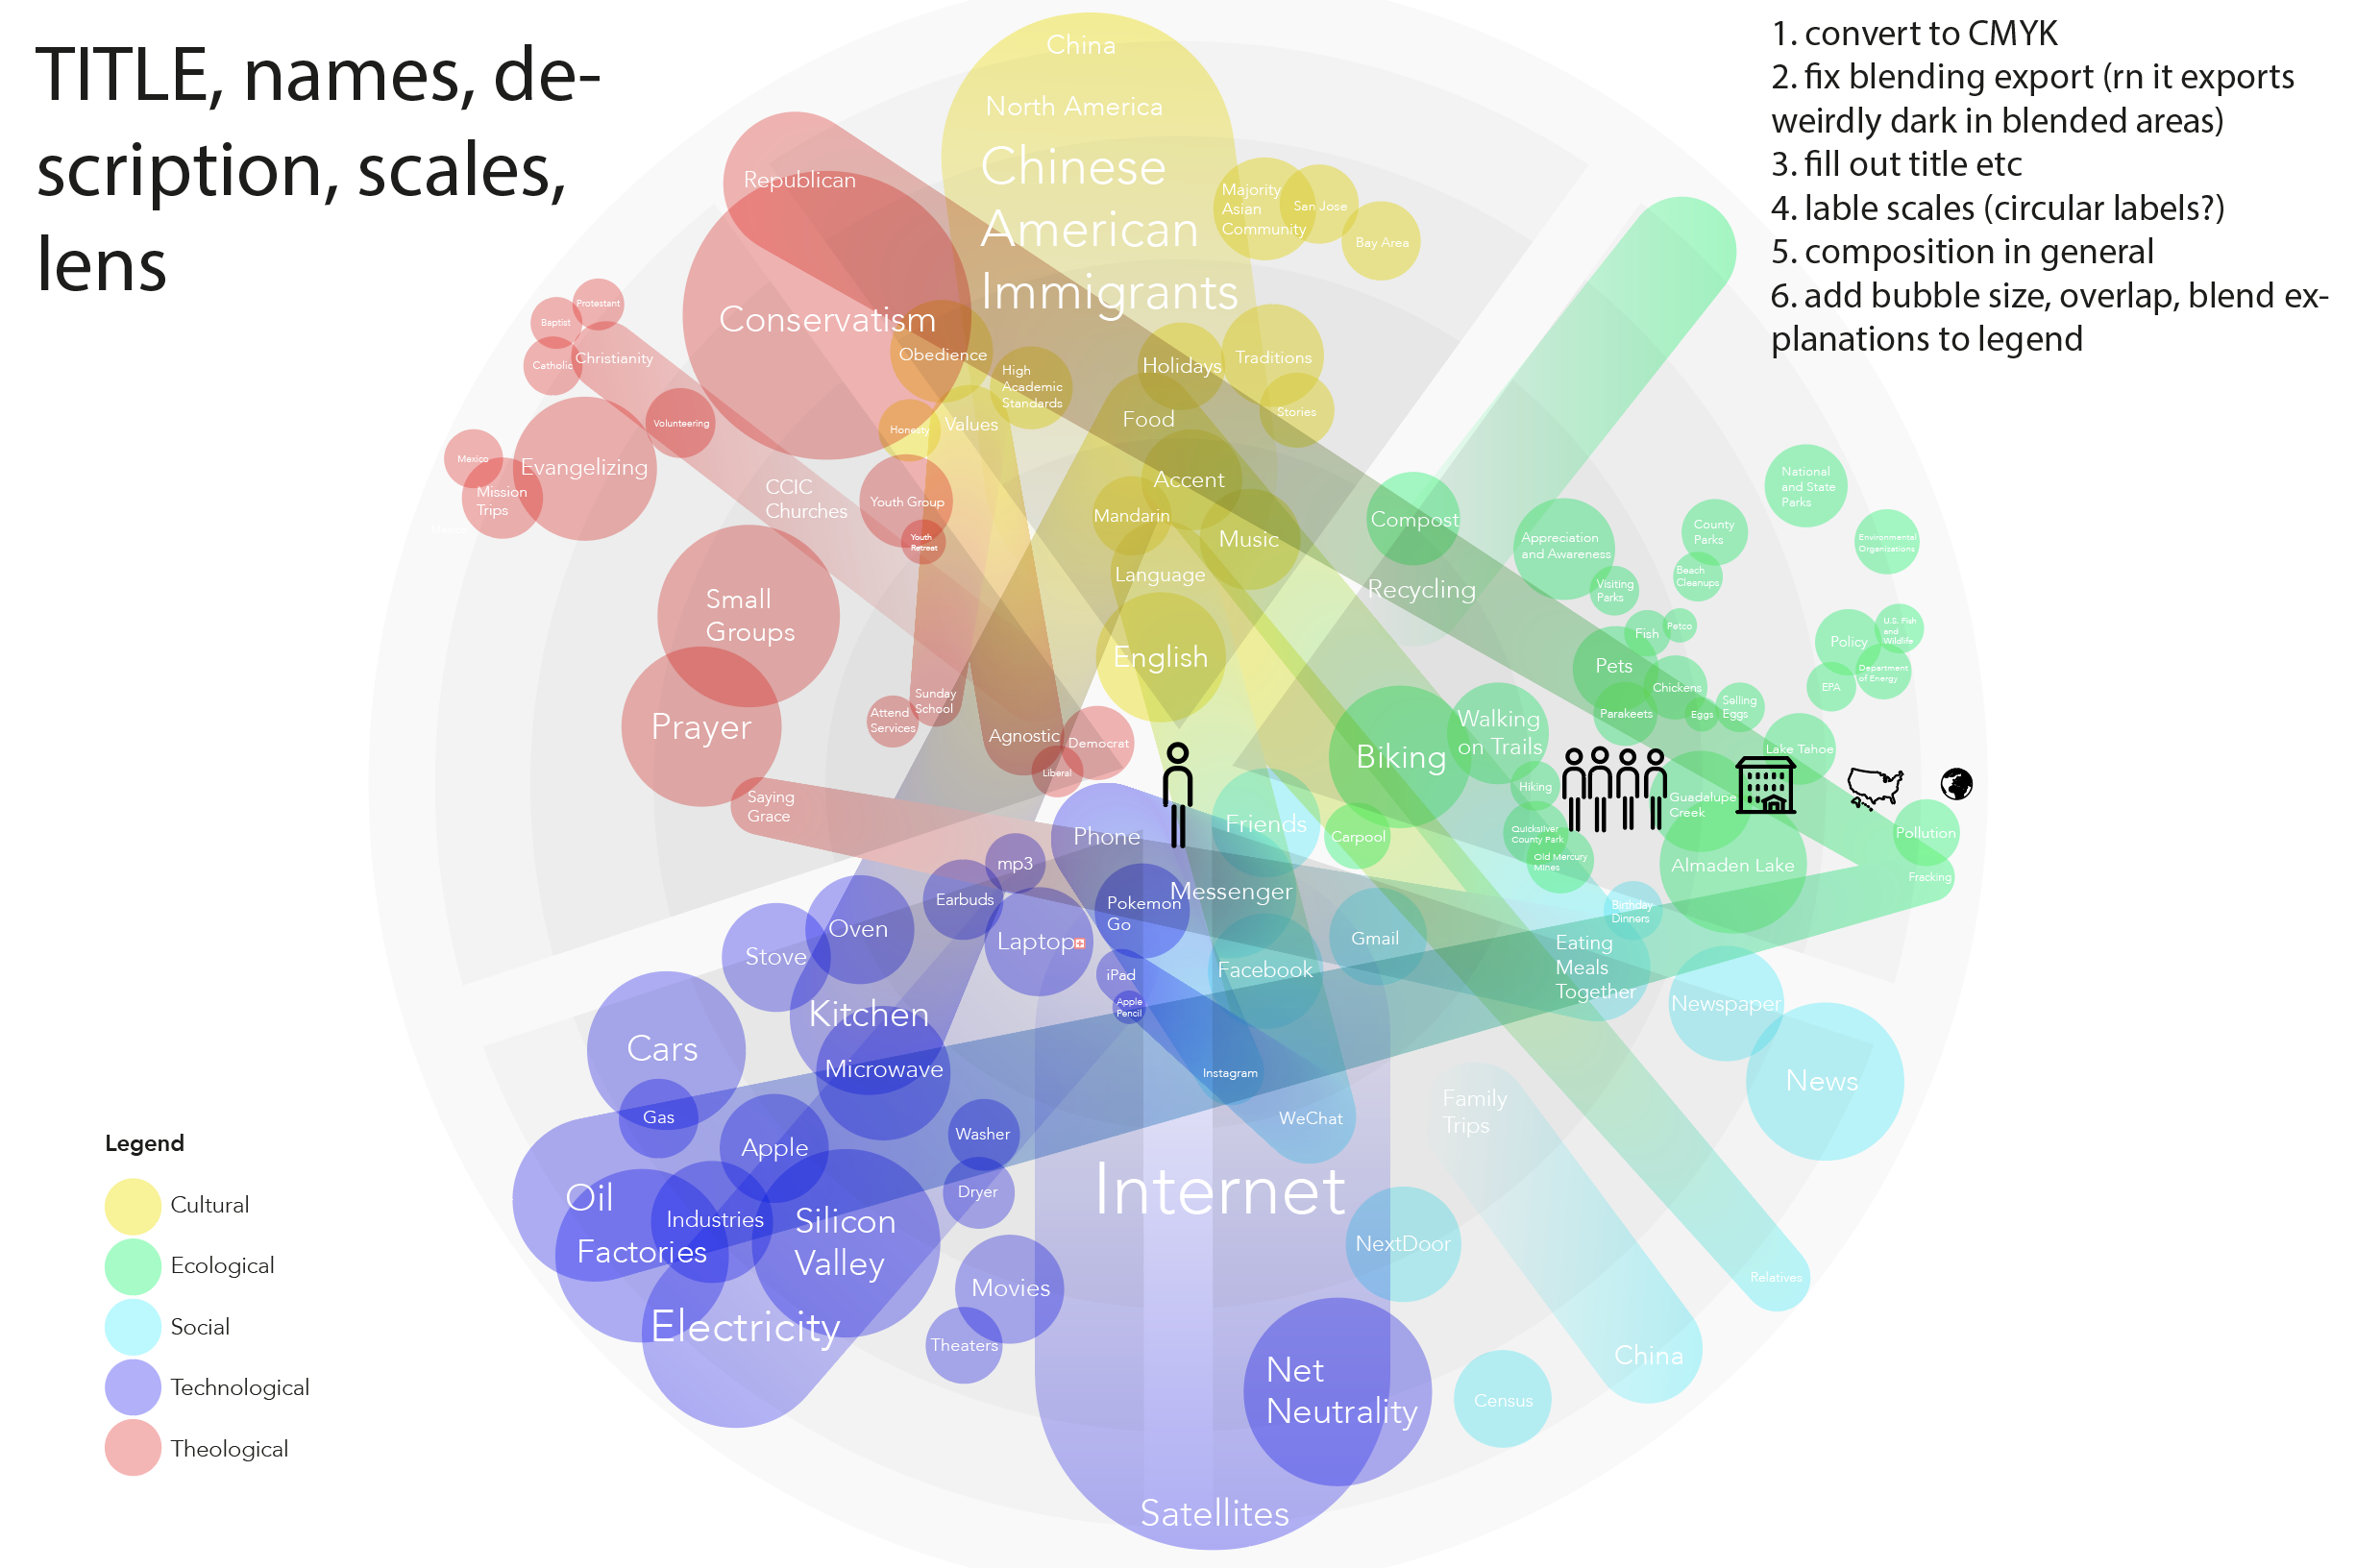 TITLE, names, de-
scription, scales,
lens
1. convert to CMYK
2. fix blending export (rn it exports
weirdly dark in blended areas)
3. fill out title etc
4. lable scales (circular labels?)
5. composition in general
6. add bubble size, overlap, blend ex-
planations to legend
China
North America
Chinese
American
Immigrants
Majority
Asian
Community
San Jose
Bay Area
Republican
Conservatism
Obedience
High
Academic
Standards
Holidays
Traditions
Stories
Honesty
Values
Food
Accent
Mandarin
Music
Language
English
Protestant
Baptist
Catholic
Christianity
Volunteering
Mexico
Evangelizing
Mission
Trips
CCIC
Churches
Youth Group
Youth
Retreat
Small
Groups
Prayer
Sunday
School
Attend
Services
Agnostic
Democrat
Liberal
Saying
Grace
Compost
Recycling
Appreciation
and Awareness
National
and State
Parks
County
Parks
Environmental
Organizations
Beach
Cleanups
Visiting
Parks
Fish
Petco
Pets
Chickens
Parakeets
Eggs
Selling
Eggs
Policy
U.S. Fish
and
Wildlife
Department
of Energy
EPA
Lake Tahoe
Biking
Walking
on Trails
Hiking
Guadalupe
Creek
Quicksilver
County Park
Old Mercury
Mines
Almaden Lake
Pollution
Fracking
Carpool
Friends
Phone
mp3
Earbuds
Laptop
Pokemon
Go
Messenger
iPad
Apple
Pencil
Facebook
Gmail
Birthday
Dinners
Eating
Meals
Together
Newspaper
News
Instagram
WeChat
Family
Trips
Oven
Stove
Kitchen
Microwave
Cars
Gas
Apple
Washer
Dryer
Oil
Industries
Factories
Silicon
Valley
Electricity
Movies
Theaters
Internet
NextDoor
Relatives
China
Net
Neutrality
Census
Satellites
Legend
Cultural
Ecological
Social
Technological
Theological